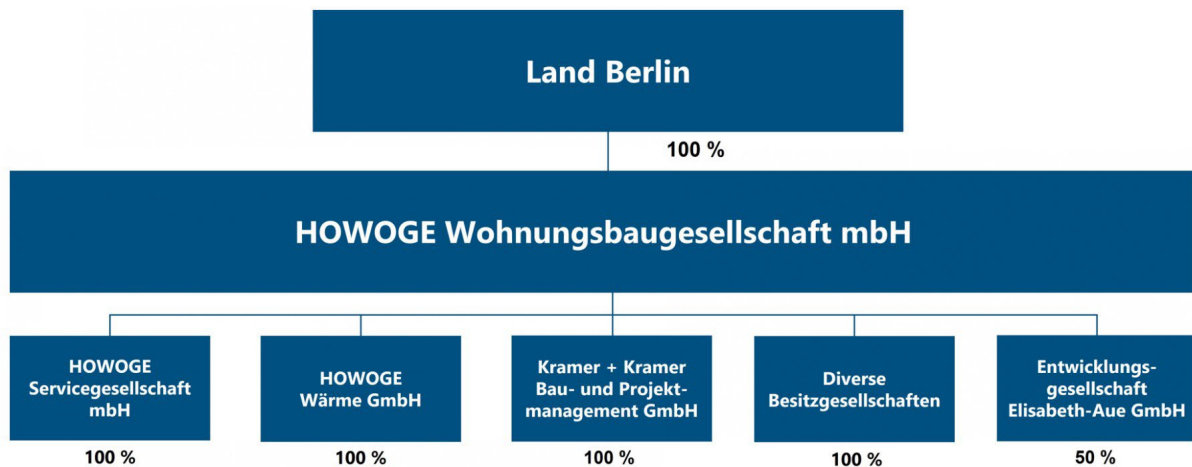 Land Berlin
100 %
HOWOGE Wohnungsbaugesellschaft mbH
HOWOGE
Servicegesellschaft
mbH
100 %
HOWOGE
Wärme GmbH
100 %
Kramer + Kramer
Bau- und Projekt-
management GmbH
100 %
Diverse
Besitzgesellschaften
100 %
Entwicklungs-
gesellschaft
Elisabeth-Aue GmbH
50 %